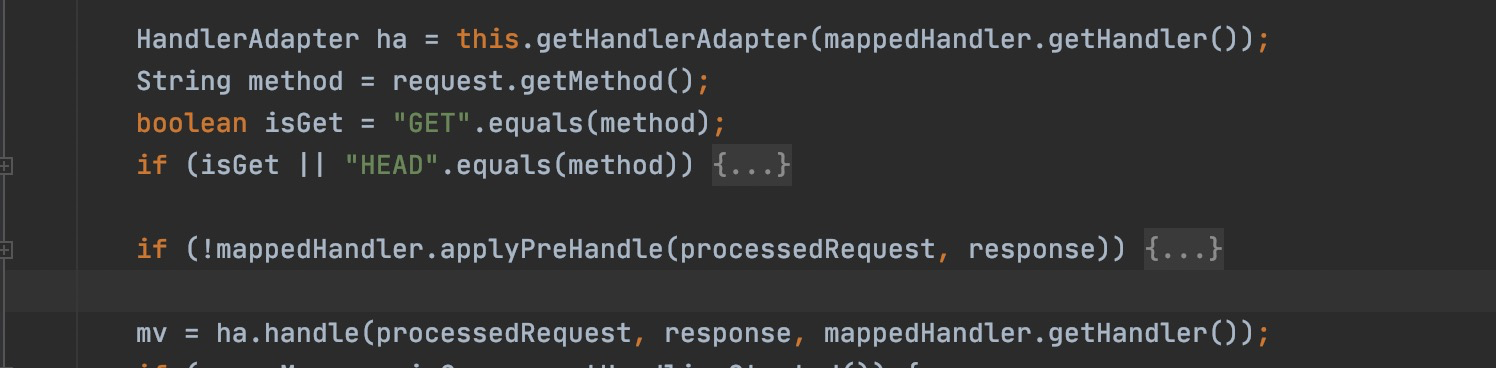 HandlerAdapter ha = this.getHandlerAdapter(mappedHandler.getHandler());
String method = request.getMethod();
boolean isGet = "GET".equals(method);
if (isGet || "HEAD".equals(method)) {...}
if (!mappedHandler.applyPreHandle(processedRequest, response)) {...}
mv = ha.handle(processedRequest, response, mappedHandler.getHandler());